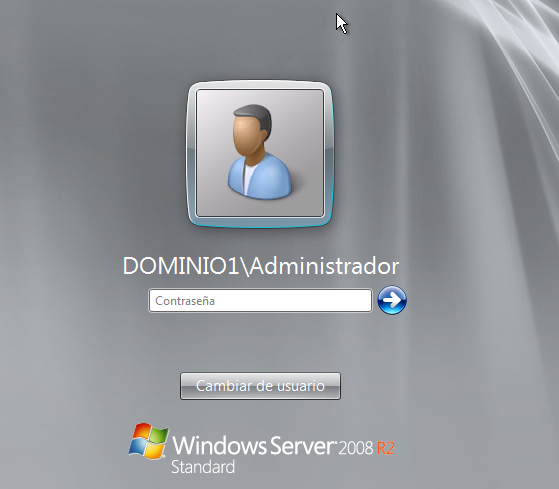 DOMINIO1\Administrador
Contraseña
Cambiar de usuario
Windows Server 2008 R2
Standard